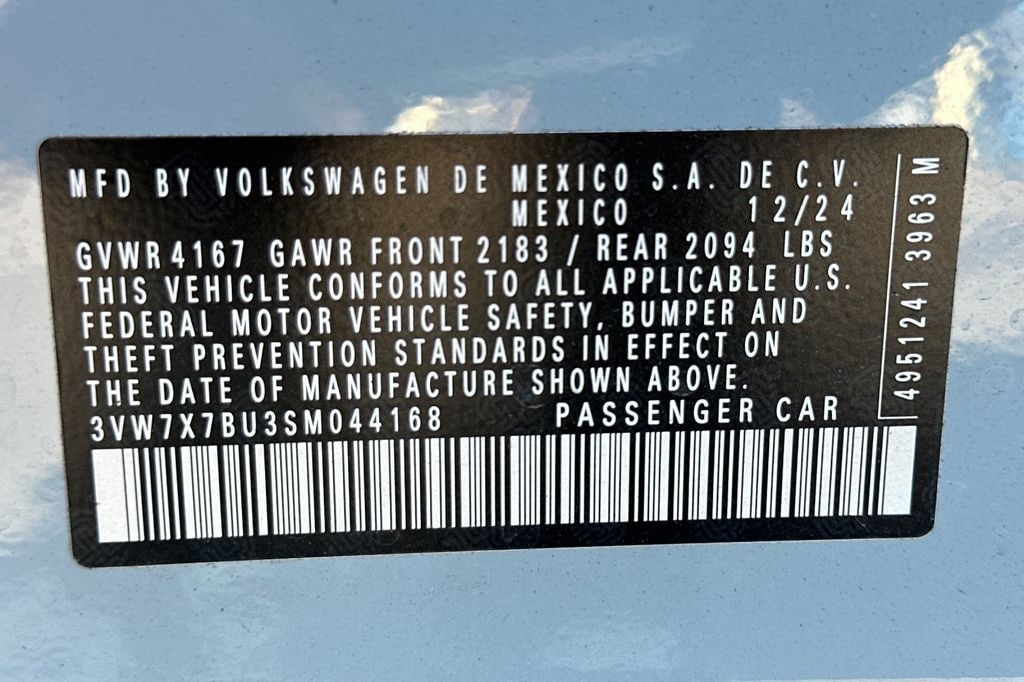 MFD BY VOLKSWAGEN DE MEXICO S.A. DE C.V.
MEXICO 12/24
GVWR 4167 GAWR FRONT 2183 / REAR 2094 LBS
THIS VEHICLE CONFORMS TO ALL APPLICABLE U.S.
FEDERAL MOTOR VEHICLE SAFETY, BUMPER AND
THEFT PREVENTION STANDARDS IN EFFECT ON
THE DATE OF MANUFACTURE SHOWN ABOVE.
3VW7X7BU3SM044168 PASSENGER CAR
4951241 3963 M